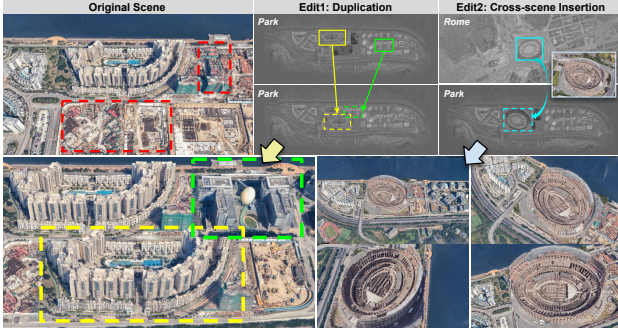 Original Scene
Edit1: Duplication
Edit2: Cross-scene Insertion
Park
Rome
Park
Park